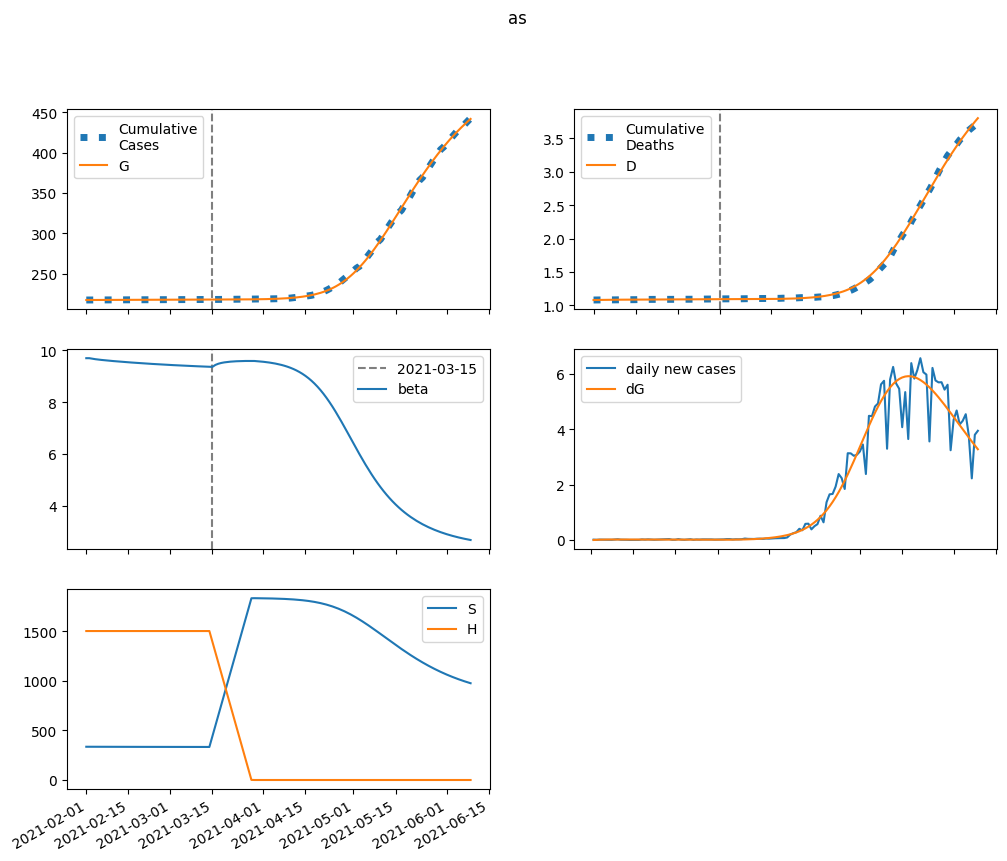 as
450
400
350
300
250
Cumulative
Cases
G
3.5
3.0
2.5
2.0
1.5
1.0
Cumulative
Deaths
D
10
8
6
4
2021-03-15
beta
6
4
2
0
daily new cases
dG
1500
1000
500
0
S
H
2021-02-01
2021-02-15
2021-03-01
2021-03-15
2021-04-01
2021-04-15
2021-05-01
2021-05-15
2021-06-01
2021-06-15